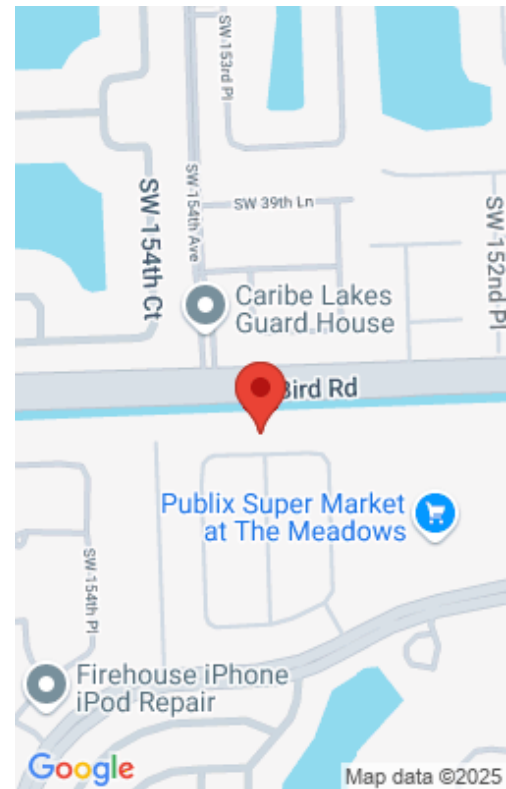 SW 153rd Pl
SW 154th Ct
SW 154th Ave
SW 39th Ln
SW 152nd Pl
Caribe Lakes
Guard House
Bird Rd
Publix Super Market
at The Meadows
SW 154th Pl
Firehouse iPhone
iPod Repair
Google
Map data ©2025